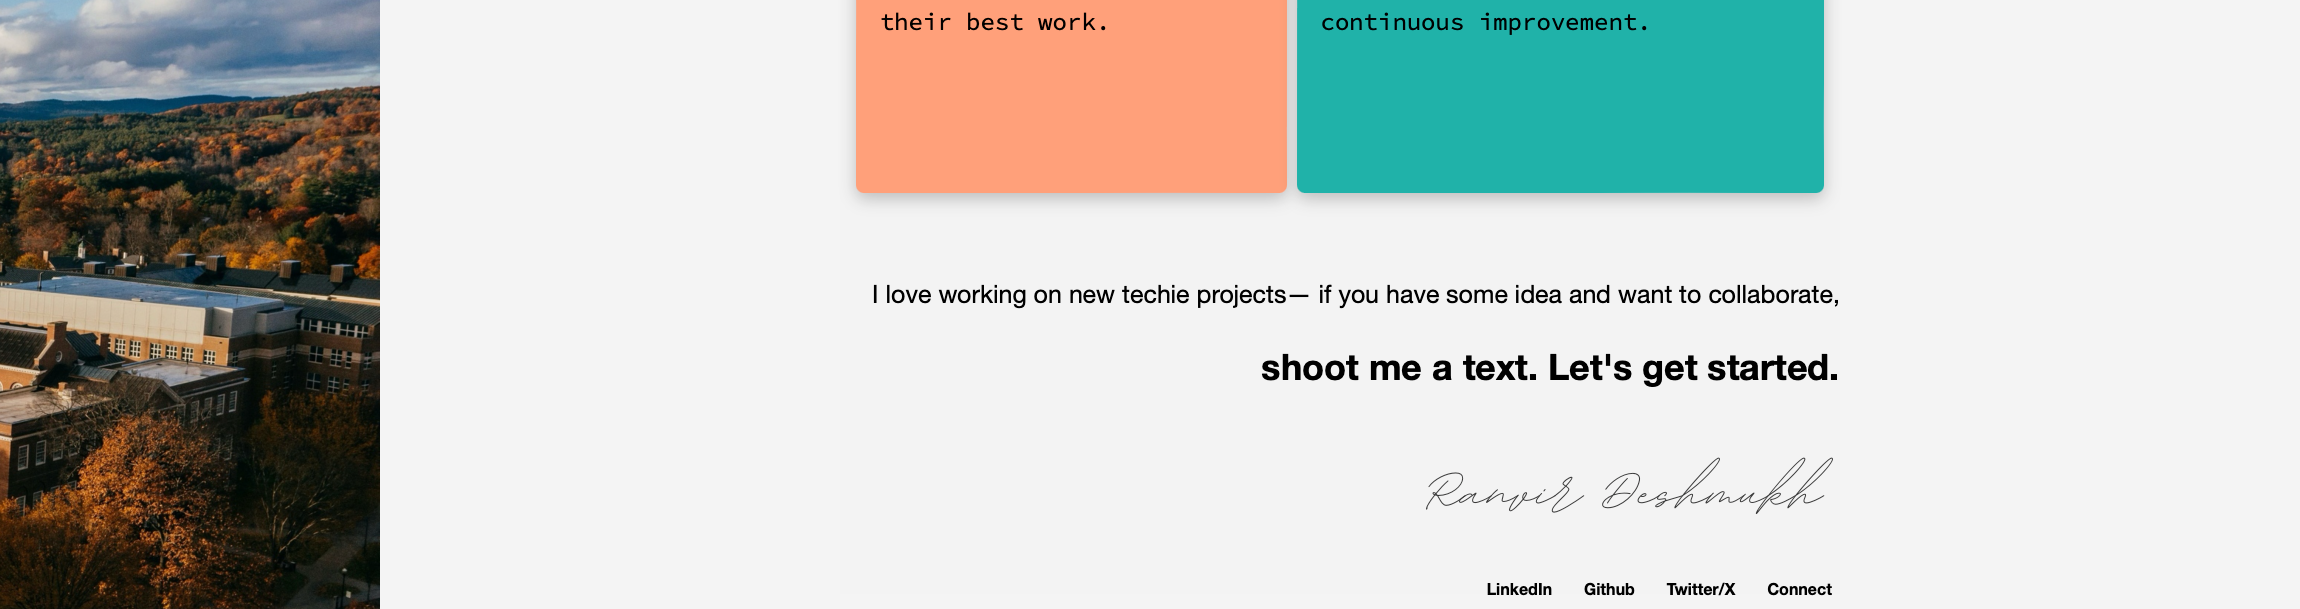 their best work.
continuous improvement.
I love working on new techie projects— if you have some idea and want to collaborate,
shoot me a text. Let's get started.
Ranvir Deshmukh
LinkedIn Github Twitter/X Connect